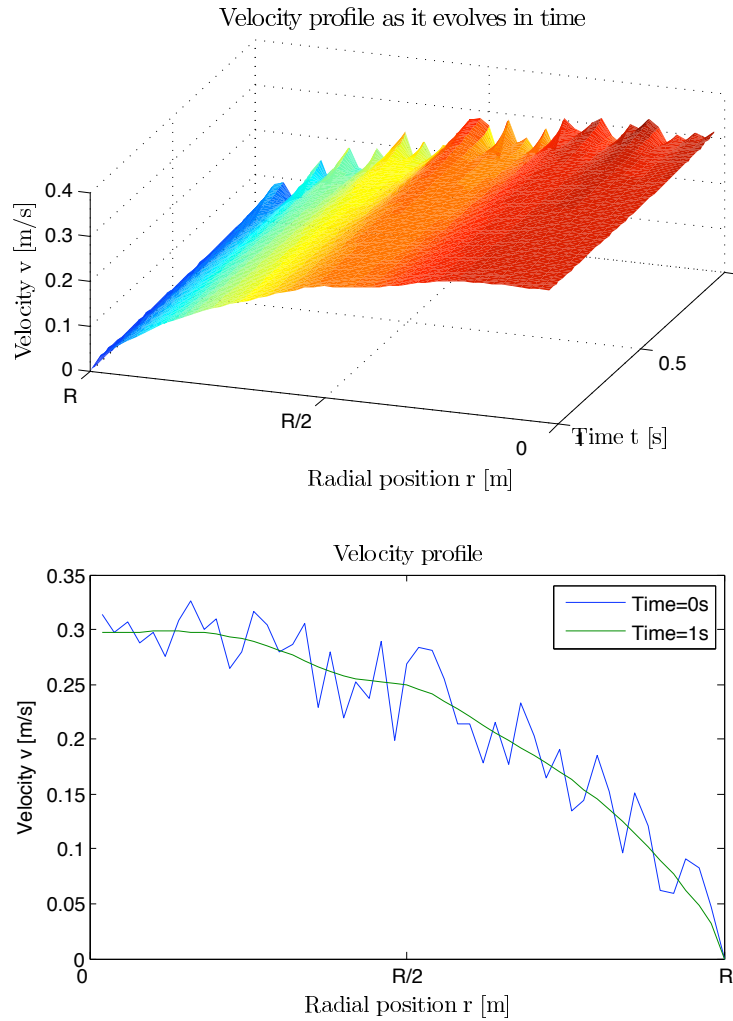 Velocity profile as it evolves in time
Velocity v [m/s]
0.4
0.3
0.2
0.1
0
R
R/2
0
0.5
1
Time t [s]
Radial position r [m]
Velocity profile
Velocity v [m/s]
0.35
0.3
0.25
0.2
0.15
0.1
0.05
0
0
R/2
R
Time=0s
Time=1s
Radial position r [m]